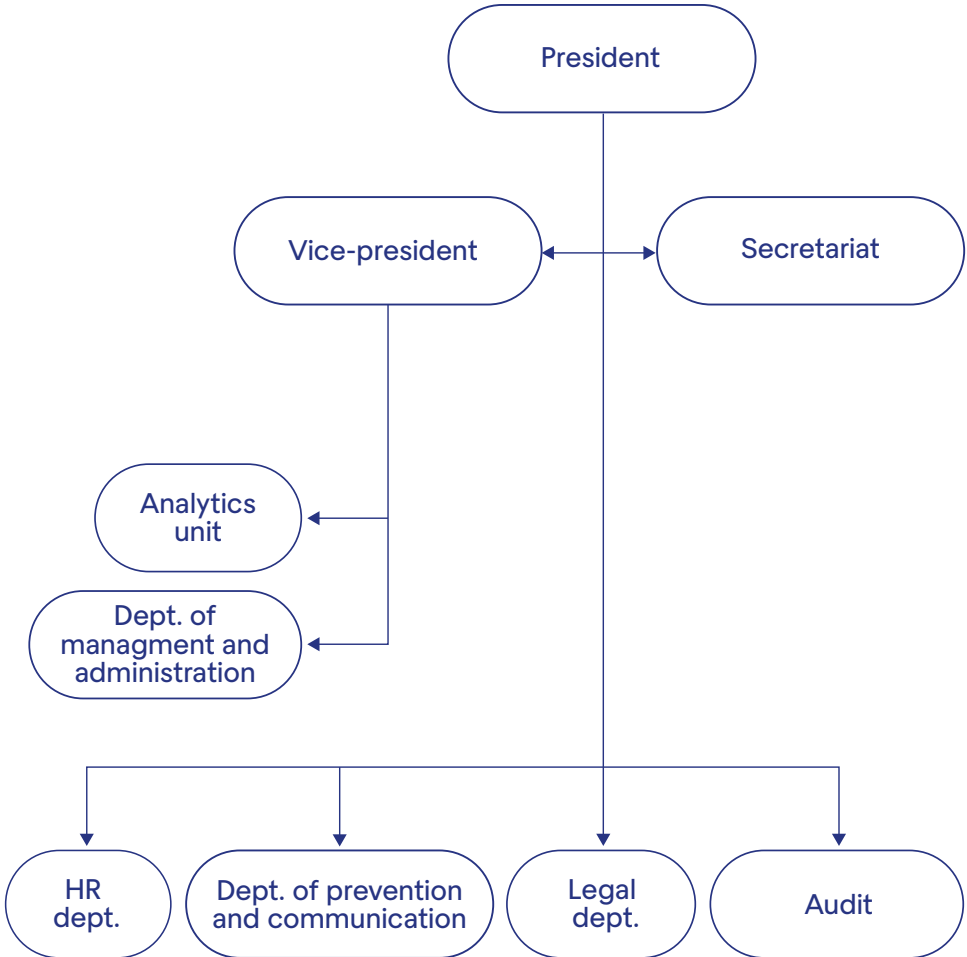 President
Vice-president
Secretariat
Analytics
unit
Dept. of
managment and
administration
HR
dept.
Dept. of prevention
and communication
Legal
dept.
Audit